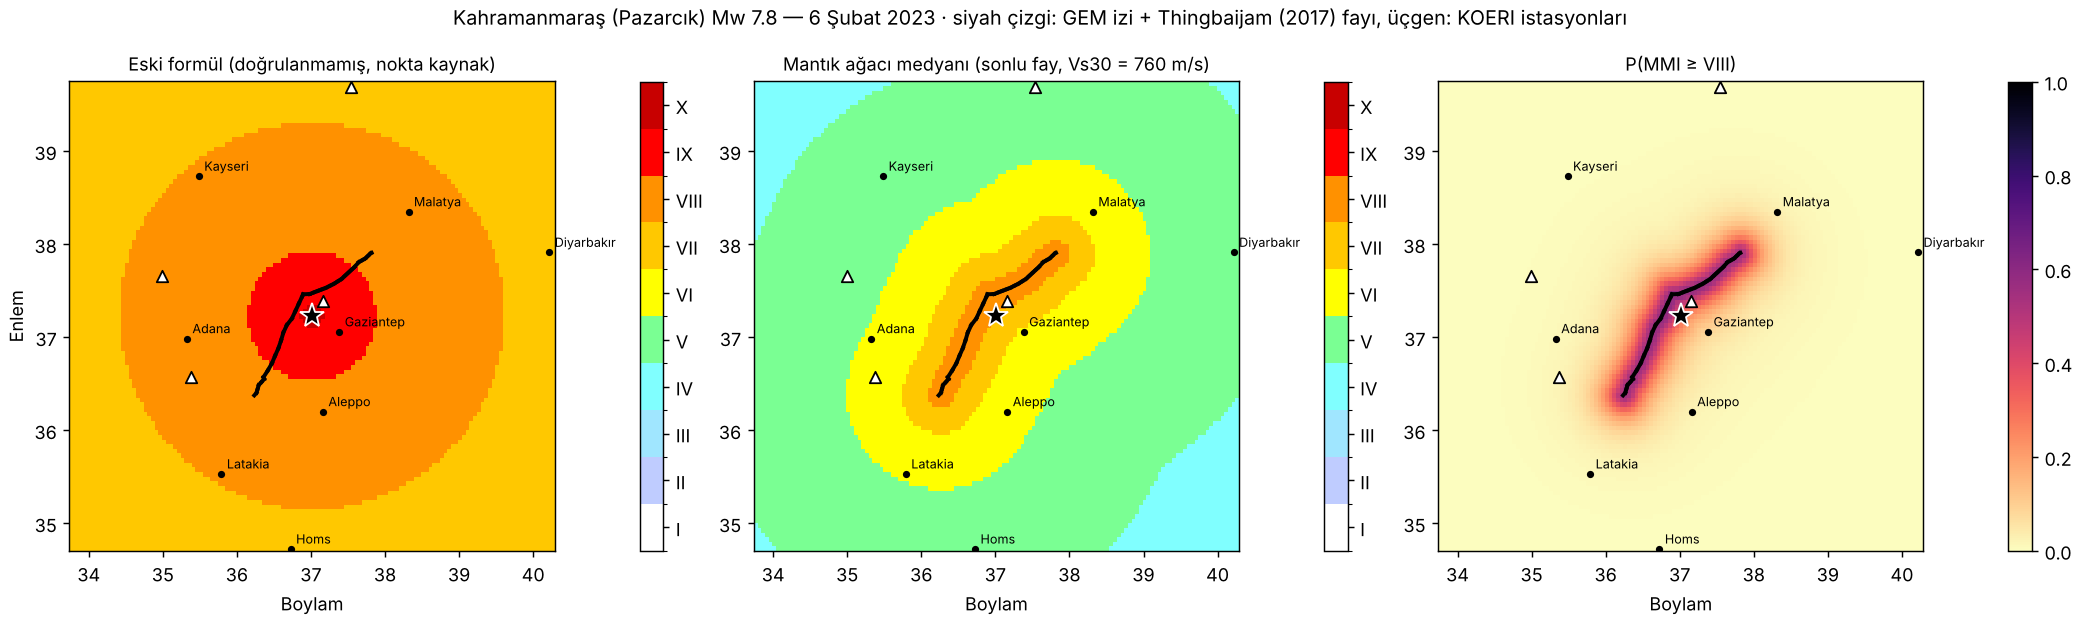 Kahramanmaraş (Pazarcık) Mw 7.8 — 6 Şubat 2023 · siyah çizgi: GEM izi + Thingbaijam (2017) fayı, üçgen: KOERI istasyonları
Eski formül (doğrulanmamış, nokta kaynak)
Enlem
39
38
37
36
35
34
35
36
37
38
39
40
Boylam
Kayseri
Malatya
Diyarbakır
Adana
Gaziantep
Aleppo
Latakia
Homs
X
IX
VIII
VII
VI
V
IV
III
II
I
Mantık ağacı medyanı (sonlu fay, Vs30 = 760 m/s)
39
38
37
36
35
34
35
36
37
38
39
40
Boylam
Kayseri
Malatya
Diyarbakır
Adana
Gaziantep
Aleppo
Latakia
Homs
X
IX
VIII
VII
VI
V
IV
III
II
I
P(MMI ≥ VIII)
39
38
37
36
35
34
35
36
37
38
39
40
Boylam
Kayseri
Malatya
Diyarbakır
Adana
Gaziantep
Aleppo
Latakia
Homs
1.0
0.8
0.6
0.4
0.2
0.0